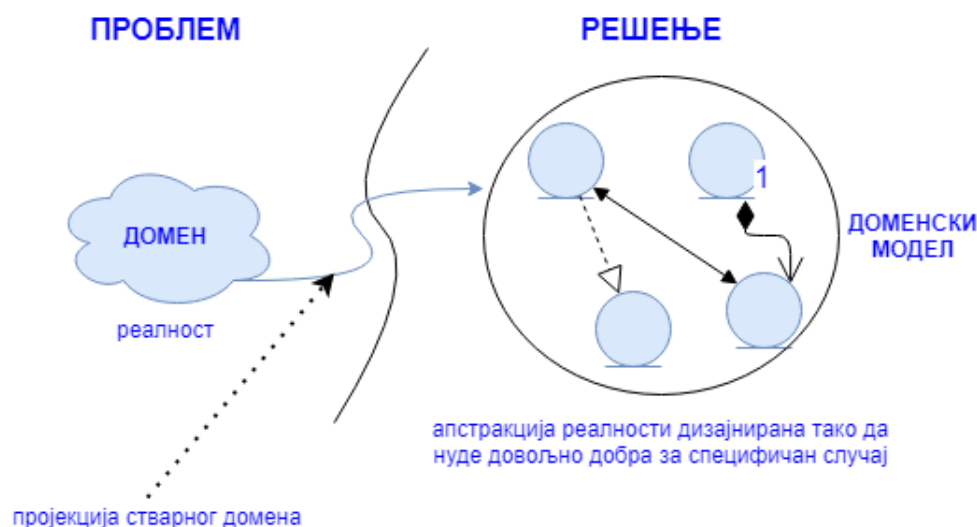 ПРОБЛЕМ
РЕШЕЊЕ
ДОМЕН
реалност
1
ДОМЕНСКИ
МОДЕЛ
апстракција реалности дизајнирана тако да
нуде довољно добра за специфичан случај
пројекција стварног домена